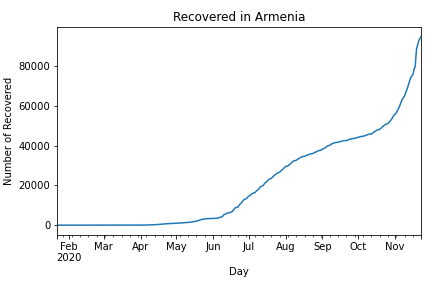 Recovered in Armenia
Number of Recovered
80000
60000
40000
20000
0
Feb Mar Apr May Jun Jul Aug Sep Oct Nov
2020
Day